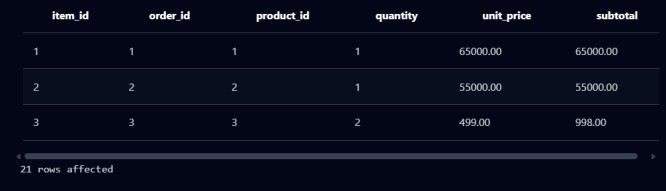 item_id order_id product_id quantity unit_price subtotal
1 1 1 1 65000.00 65000.00
2 2 2 1 55000.00 55000.00
3 3 3 2 499.00 998.00
21 rows affected